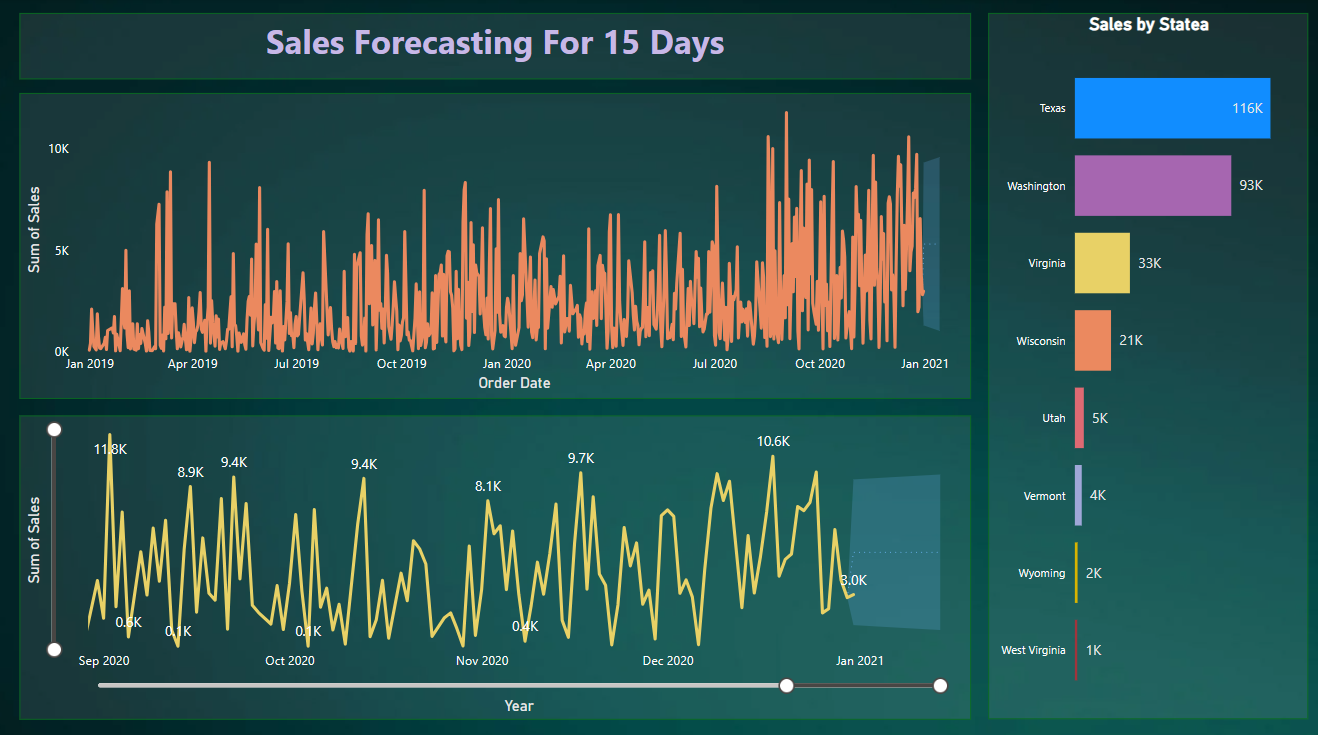 Sales Forecasting For 15 Days
Sum of Sales
10K
5K
0K
Jan 2019 Apr 2019 Jul 2019 Oct 2019 Jan 2020 Apr 2020 Jul 2020 Oct 2020 Jan 2021
Order Date
Sum of Sales
11.8K 8.9K 9.4K 9.4K 8.1K 9.7K 10.6K
0.6K 0.1K 0.1K 0.4K 3.0K
Sep 2020 Oct 2020 Nov 2020 Dec 2020 Jan 2021
Year
Sales by Statea
Texas 116K
Washington 93K
Virginia 33K
Wisconsin 21K
Utah 5K
Vermont 4K
Wyoming 2K
West Virginia 1K